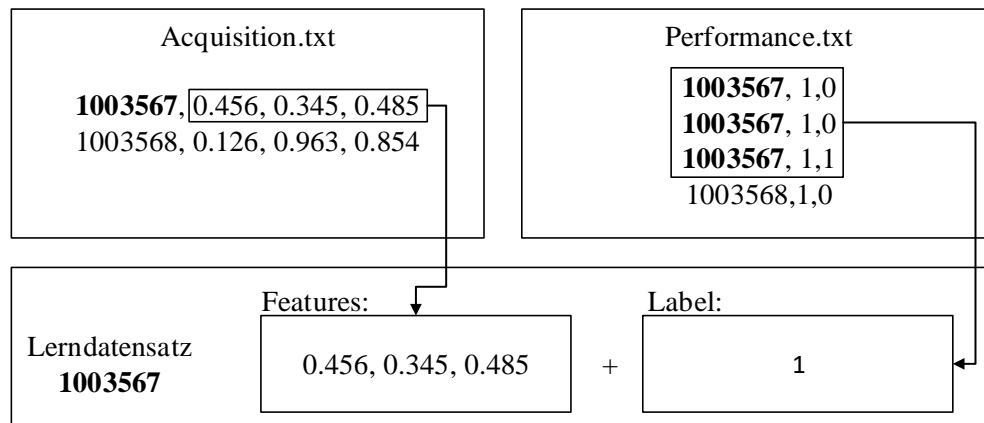 Acquisition.txt
1003567, 0.456, 0.345, 0.485
1003568, 0.126, 0.963, 0.854
Performance.txt
1003567, 1,0
1003567, 1,0
1003567, 1,1
1003568,1,0
Lerndatensatz
1003567
Features:
0.456, 0.345, 0.485
+
Label:
1